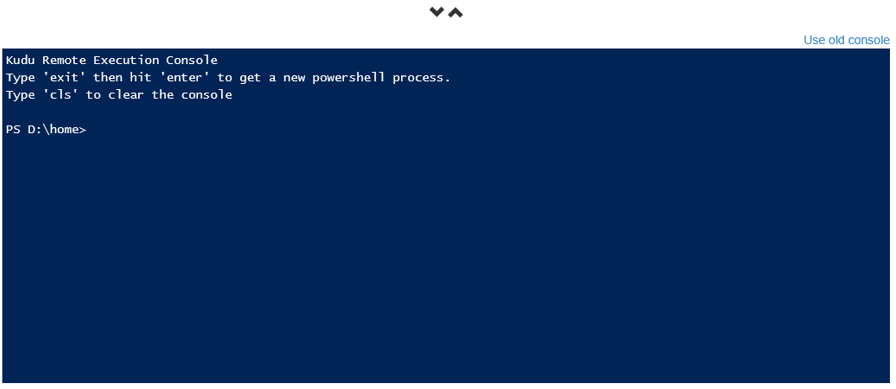 Use old console
Kudu Remote Execution Console
Type 'exit' then hit 'enter' to get a new powershell process.
Type 'cls' to clear the console
PS D:\home>